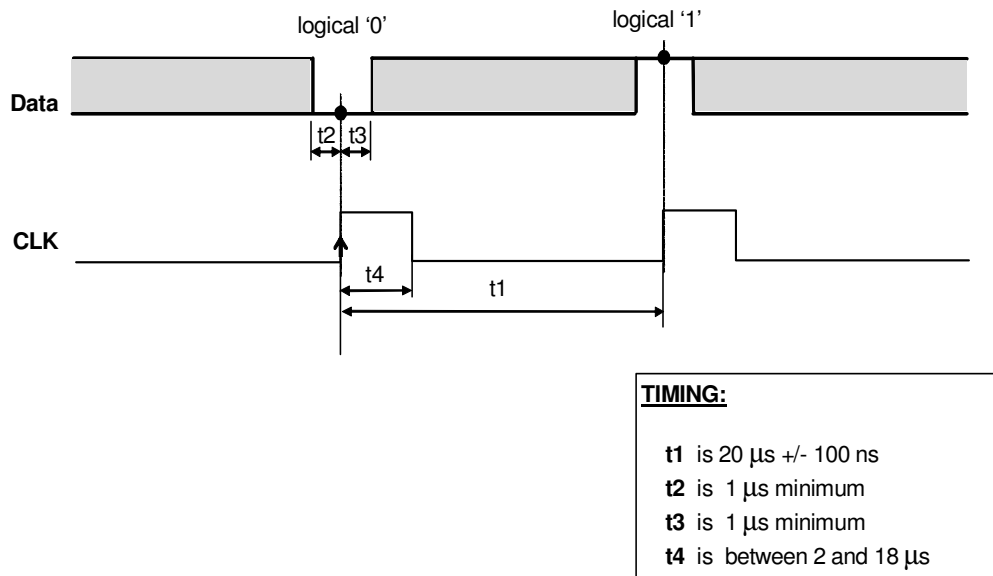 logical ‘0’
logical ‘1’
Data
t2
t3
CLK
t4
t1
TIMING:
t1 is 20 µs +/- 100 ns
t2 is 1 µs minimum
t3 is 1 µs minimum
t4 is between 2 and 18 µs